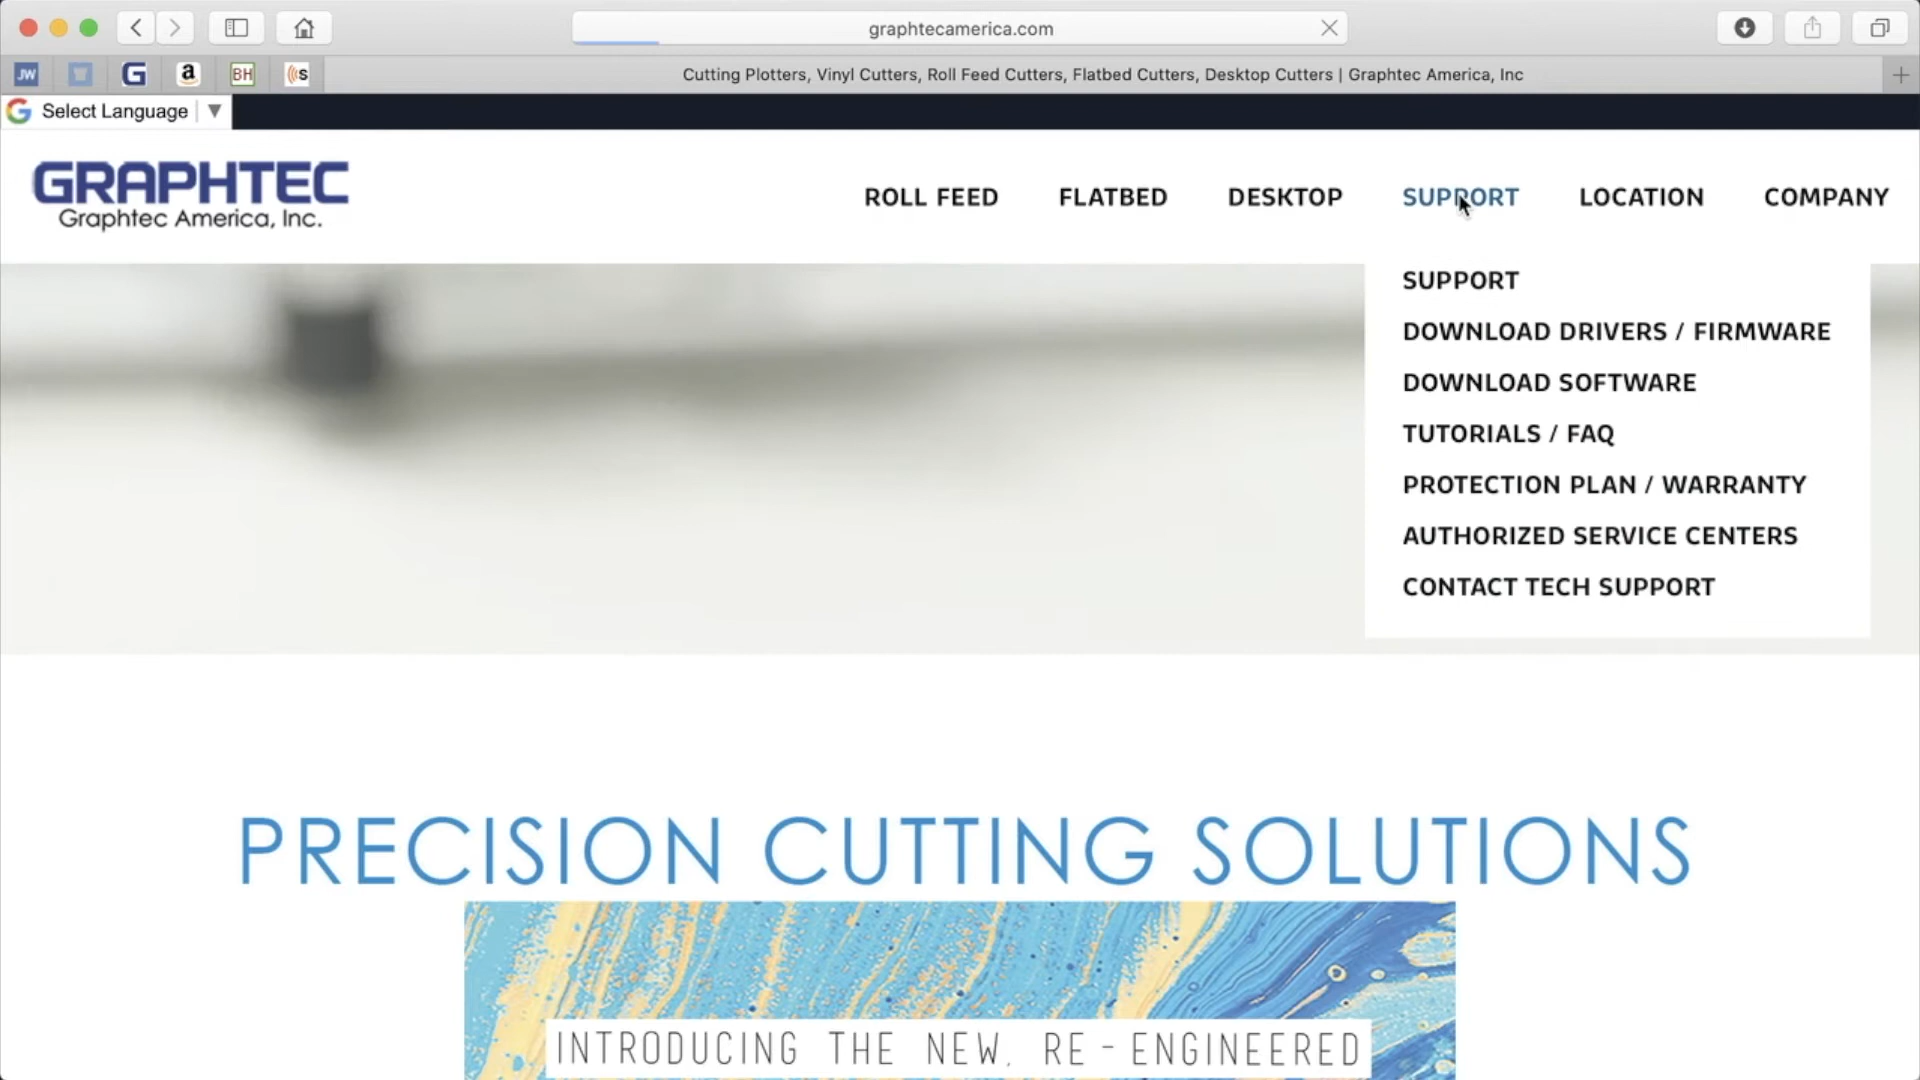 graphtecamerica.com
JW
G
a
BH
S
Cutting Plotters, Vinyl Cutters, Roll Feed Cutters, Flatbed Cutters, Desktop Cutters | Graphtec America, Inc
G Select Language ▼
GRAPHTEC
Graphtec America, Inc.
ROLL FEED FLATBED DESKTOP SUPPORT LOCATION COMPANY
SUPPORT
DOWNLOAD DRIVERS / FIRMWARE
DOWNLOAD SOFTWARE
TUTORIALS / FAQ
PROTECTION PLAN / WARRANTY
AUTHORIZED SERVICE CENTERS
CONTACT TECH SUPPORT
PRECISION CUTTING SOLUTIONS
INTRODUCING THE NEW, RE-ENGINEERED